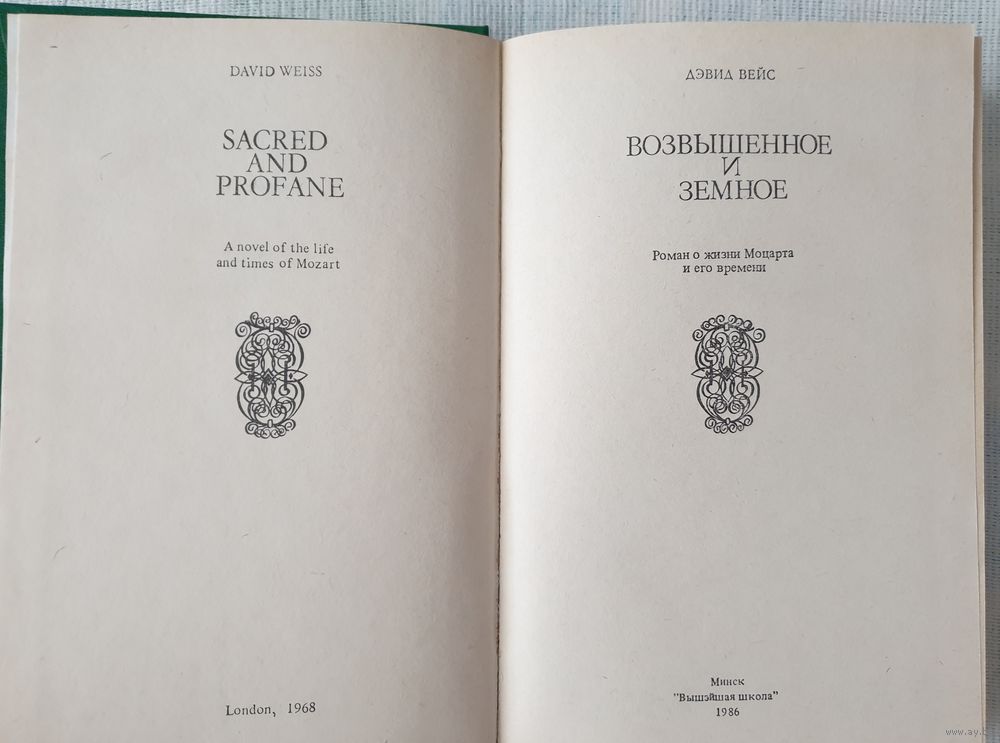 DAVID WEISS
SACRED
AND
PROFANE
A novel of the life
and times of Mozart
London, 1968
ДЭВИД ВЕЙС
ВОЗВЫШЕННОЕ
И
ЗЕМНОЕ
Роман о жизни Моцарта
и его времени
Минск
"Вышэйшая школа"
1986